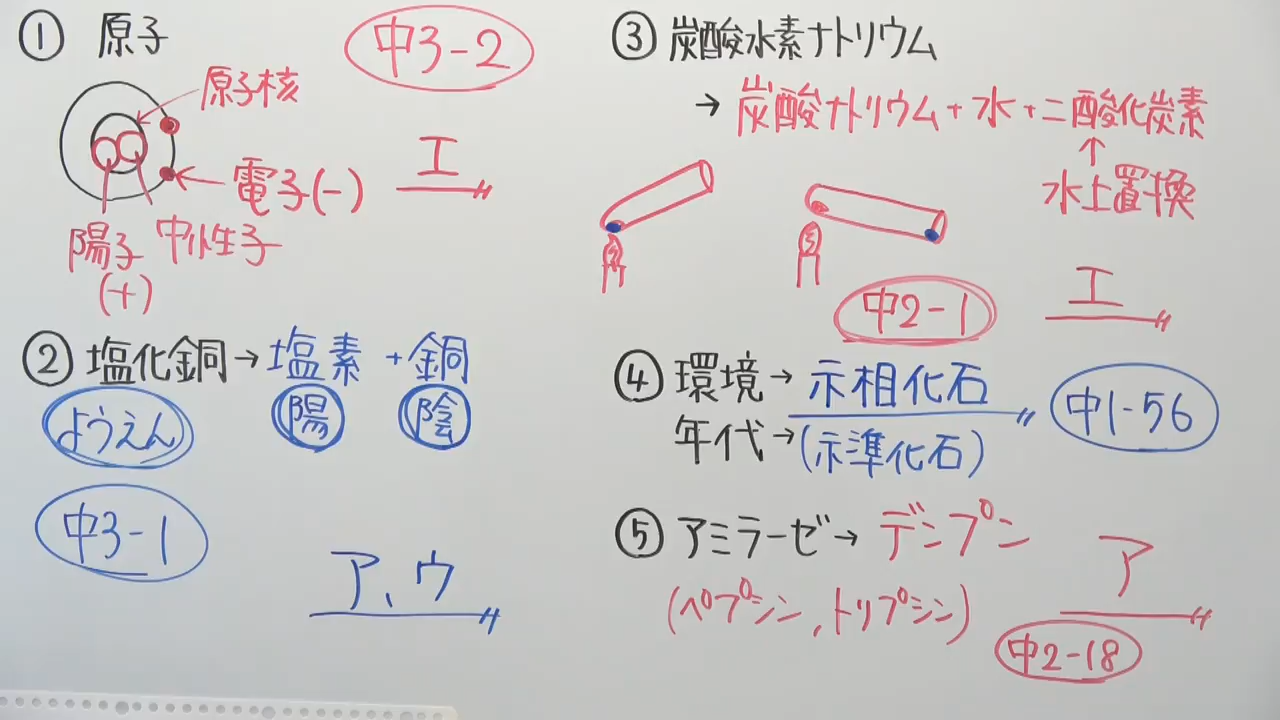 ① 原子
中3-2
原子核
電子(-)
エ
陽子
(+)
中性子
② 塩化銅→塩素+銅
陽
陰
ようえん
中3-1
ア、ウ
③ 炭酸水素ナトリウム
→ 炭酸ナトリウム+水+二酸化炭素
↑
水上置換
中2-1
エ
④ 環境→示相化石
年代→(示準化石)
中1-56
⑤ アミラーゼ→デンプン
(ペプシン,トリプシン)
ア
中2-18